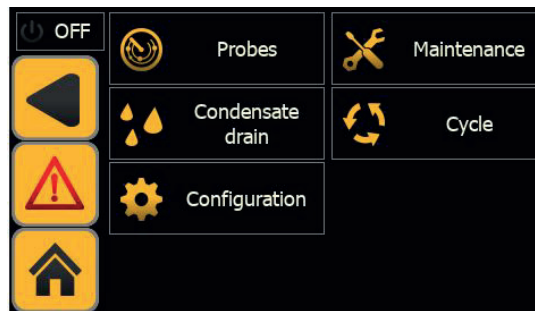 OFF
Probes
Maintenance
Condensate
drain
Cycle
Configuration